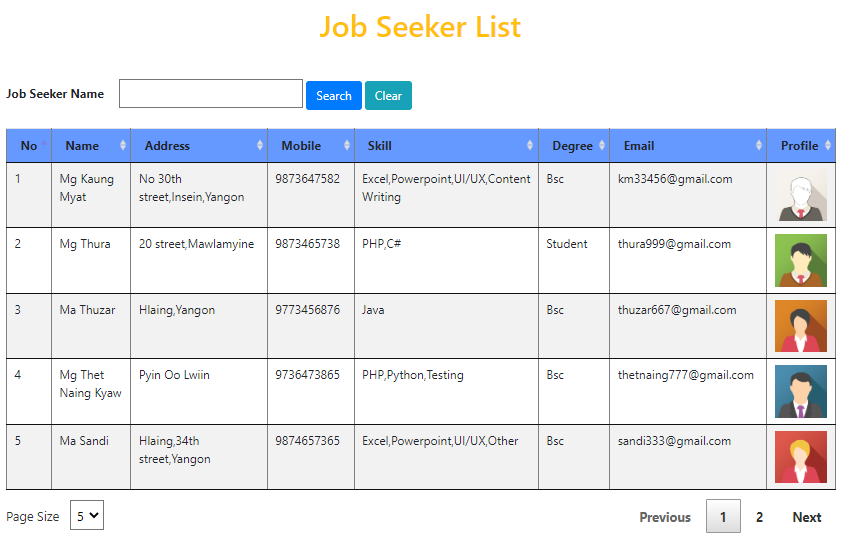 Job Seeker List
Job Seeker Name Search Clear
No Name Address Mobile Skill Degree Email Profile
1 Mg Kaung No 30th 9873647582 Excel,Powerpoint,UI/UX,Content Bsc km33456@gmail.com
Myat street,Insein,Yangon Writing
2 Mg Thura 20 street,Mawlamyine 9873465738 PHP,C# Student thura999@gmail.com
3 Ma Thuzar Hlaing,Yangon 9773456876 Java Bsc thuzar667@gmail.com
4 Mg Thet Pyin Oo Lwiin 9736473865 PHP,Python,Testing Bsc thetnaing777@gmail.com
Naing Kyaw
5 Ma Sandi Hlaing,34th 9874657365 Excel,Powerpoint,UI/UX,Other Bsc sandi333@gmail.com
street,Yangon
Page Size 5 Previous 1 2 Next